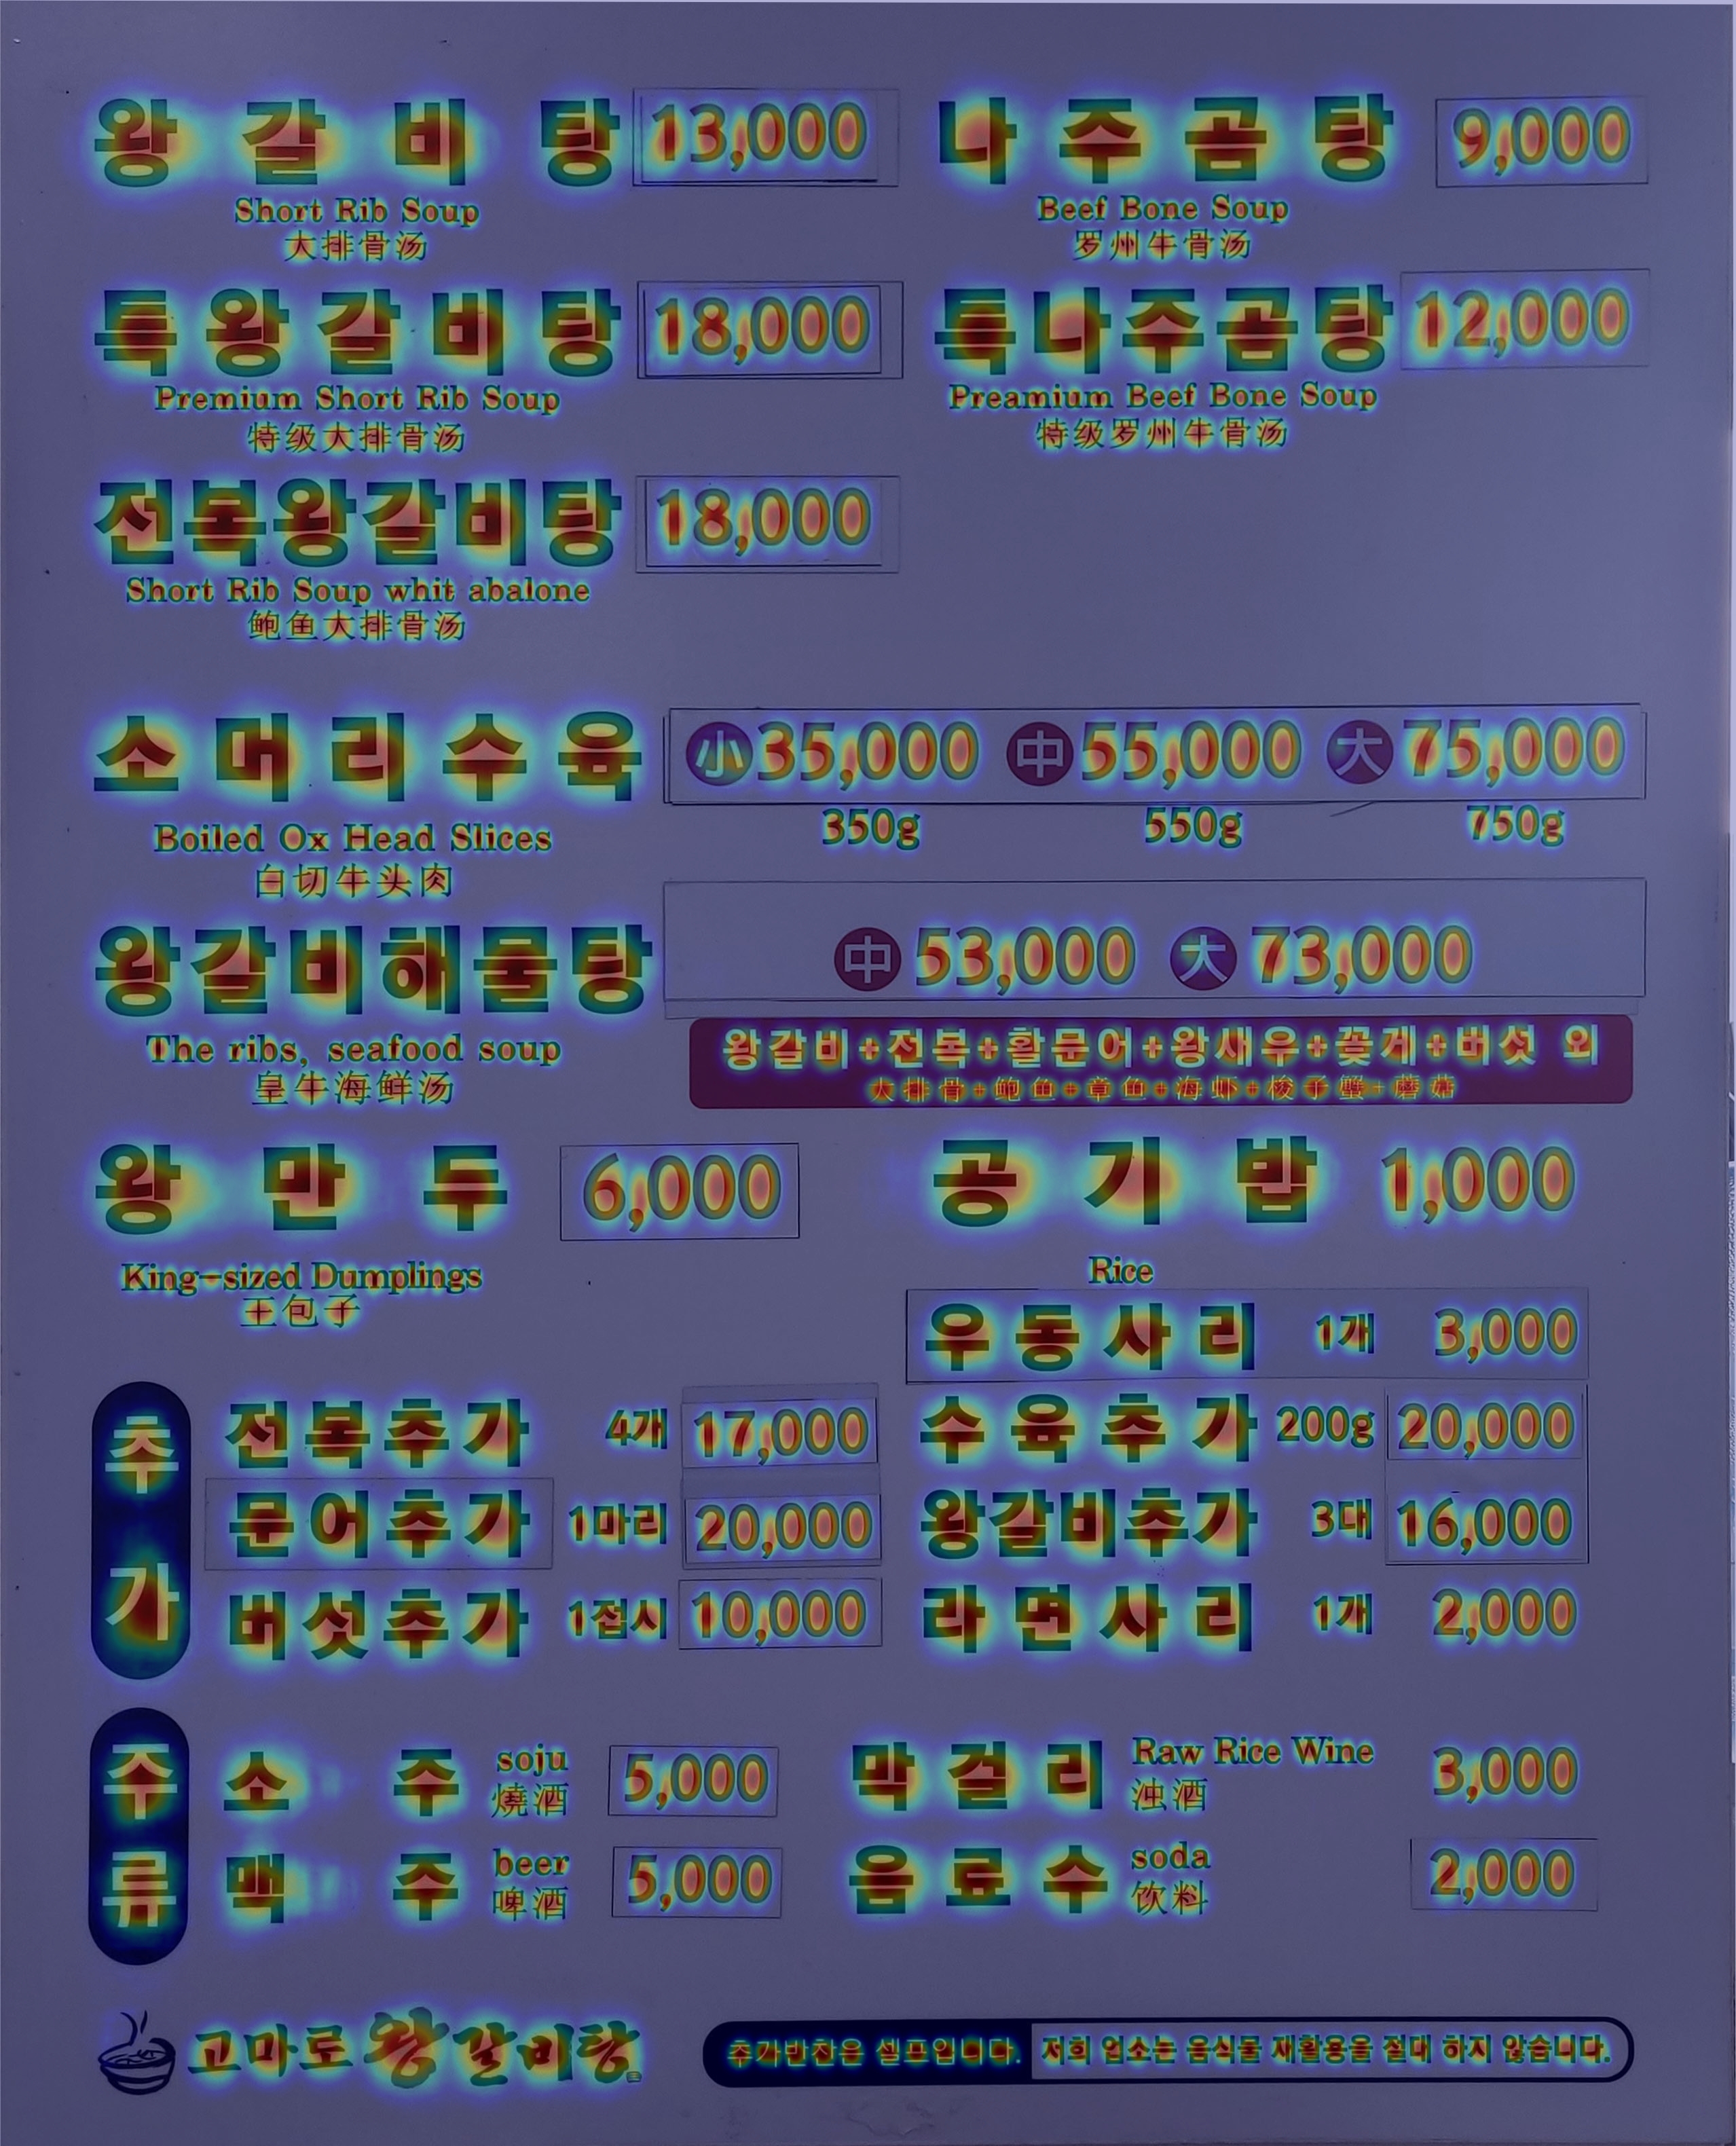 왕갈비탕 13,000
Short Rib Soup
大排骨汤
나주곰탕 9,000
Beef Bone Soup
罗州牛骨汤
특왕갈비탕 18,000
Premium Short Rib Soup
特级大排骨汤
특나주곰탕 12,000
Preamium Beef Bone Soup
特级罗州牛骨汤
전복왕갈비탕 18,000
Short Rib Soup whit abalone
鲍鱼大排骨汤
소머리수육 小 35,000 中 55,000 大 75,000
350g 550g 750g
Boiled Ox Head Slices
白切牛头肉
왕갈비해물탕 中 53,000 大 73,000
The ribs, seafood soup
皇牛海鲜汤
왕갈비+전복+활문어+왕새우+꽃게+버섯 외
大排骨+鲍鱼+章鱼+海虾+梭子蟹+蘑菇
왕만두 6,000
King-sized Dumplings
王包子
공기밥 1,000
Rice
우동사리 1개 3,000
추가
전복추가 4개 17,000
수육추가 200g 20,000
문어추가 1마리 20,000
왕갈비추가 3대 16,000
버섯추가 1접시 10,000
라면사리 1개 2,000
주류
소주 soju 燒酒 5,000
막걸리 Raw Rice Wine 浊酒 3,000
맥주 beer 啤酒 5,000
음료수 soda 饮料 2,000
고마로 왕갈비탕
추가반찬은 셀프입니다. 저희 업소는 음식물 재활용을 절대 하지 않습니다.